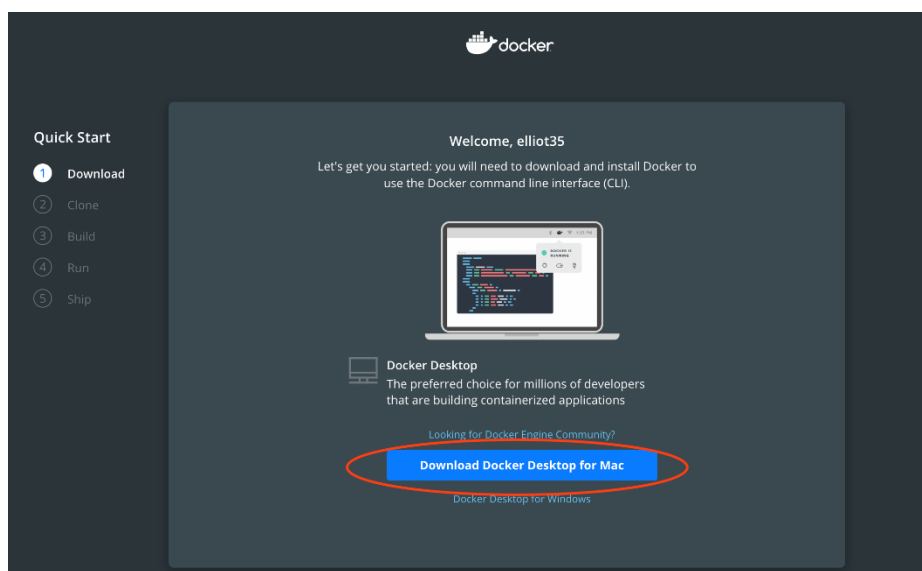 docker
Quick Start
1 Download
2 Clone
3 Build
4 Run
5 Ship
Welcome, elliot35
Let's get you started: you will need to download and install Docker to
use the Docker command line interface (CLI).
DOCKER IS
RUNNING
Docker Desktop
The preferred choice for millions of developers
that are building containerized applications
Looking for Docker Engine Community?
Download Docker Desktop for Mac
Docker Desktop for Windows